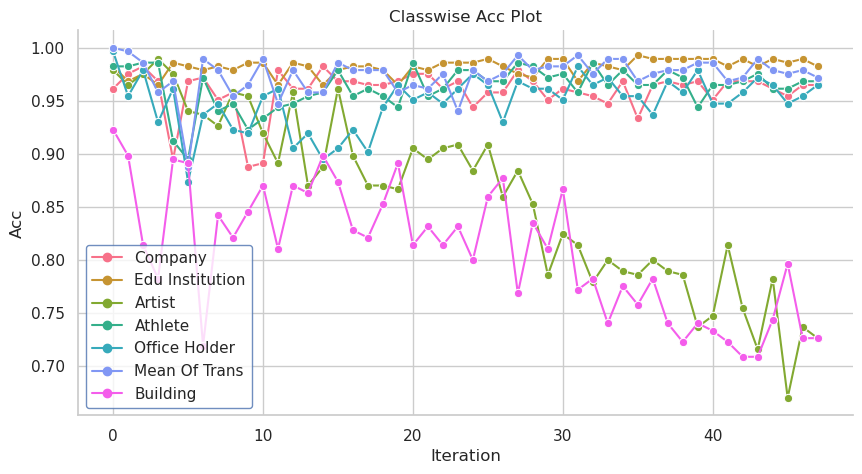 Classwise Acc Plot
1.00
0.95
0.90
0.85
0.80
0.75
0.70
Acc
Company
Edu Institution
Artist
Athlete
Office Holder
Mean Of Trans
Building
0 10 20 30 40
Iteration